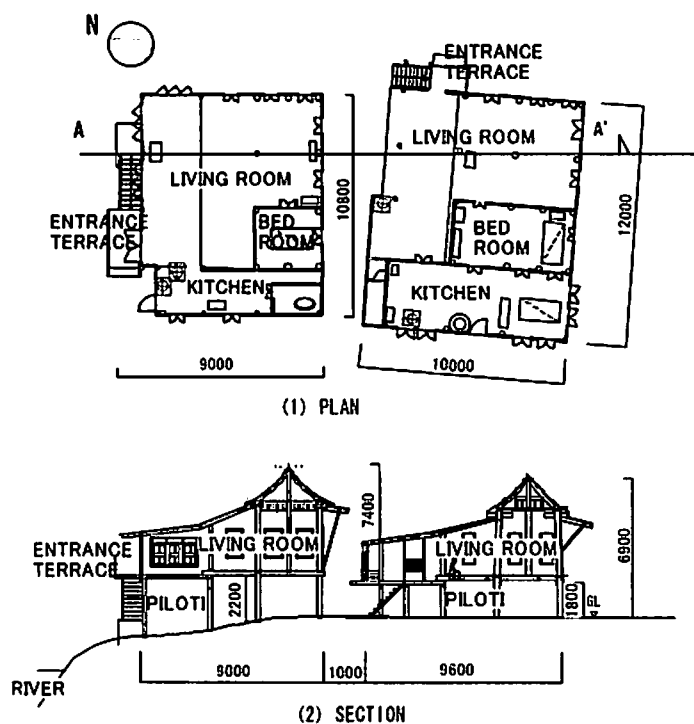 N
ENTRANCE
TERRACE
A
LIVING ROOM
A'
LIVING ROOM
10800
12000
ENTRANCE
TERRACE
BED
ROOM
BED
ROOM
KITCHEN
KITCHEN
9000
10000
(1) PLAN
7400
6900
ENTRANCE
TERRACE
LIVING ROOM
LIVING ROOM
PILOTI
2200
PILOTI
1800
GL
9000
1000
9600
RIVER
(2) SECTION